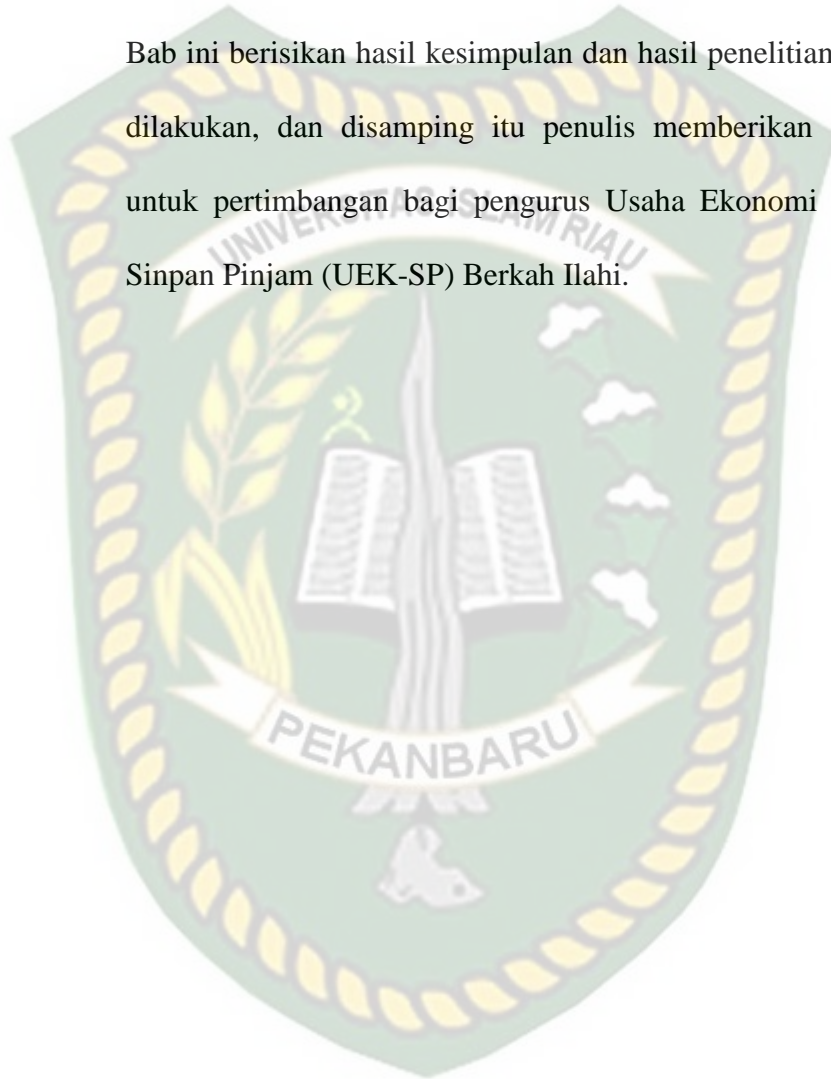 Bab ini berisikan hasil kesimpulan dan hasil penelitian
dilakukan, dan disamping itu penulis memberikan
untuk pertimbangan bagi pengurus Usaha Ekonomi
Sinpan Pinjam (UEK-SP) Berkah Ilahi.
UNIVERSITAS ISLAM RIAU
PEKANBARU